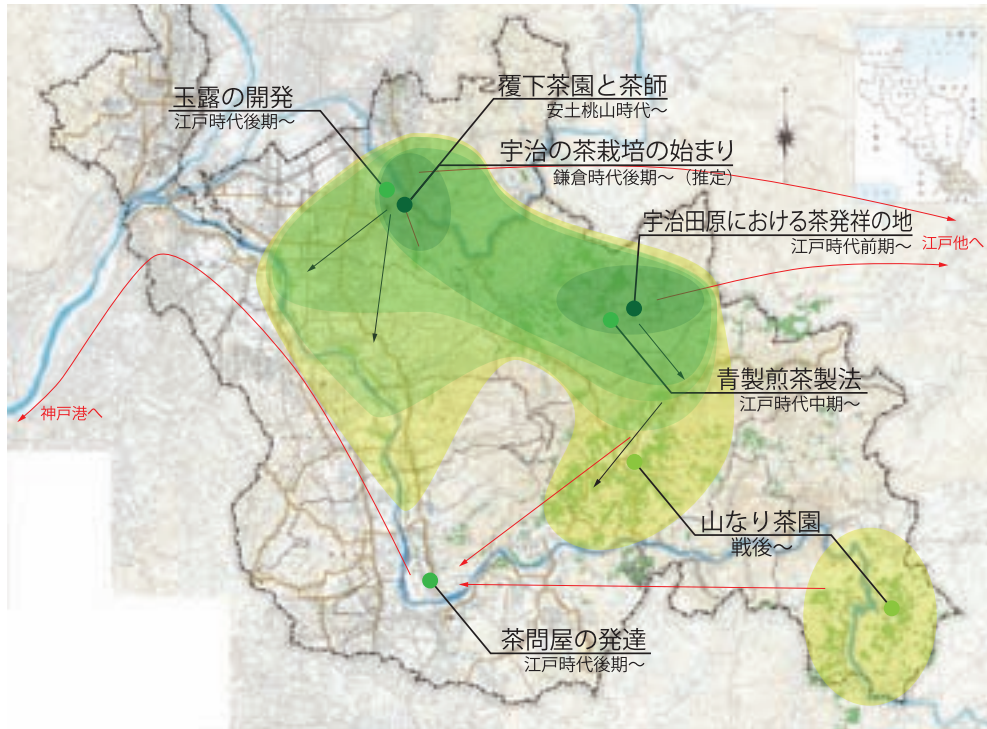 玉露の開発
江戸時代後期～
覆下茶園と茶師
安土桃山時代～
宇治の茶栽培の始まり
鎌倉時代後期～（推定）
宇治田原における茶発祥の地
江戸時代前期～
江戸他へ
青製煎茶製法
江戸時代中期～
神戸港へ
山なり茶園
戦後～
茶問屋の発達
江戸時代後期～